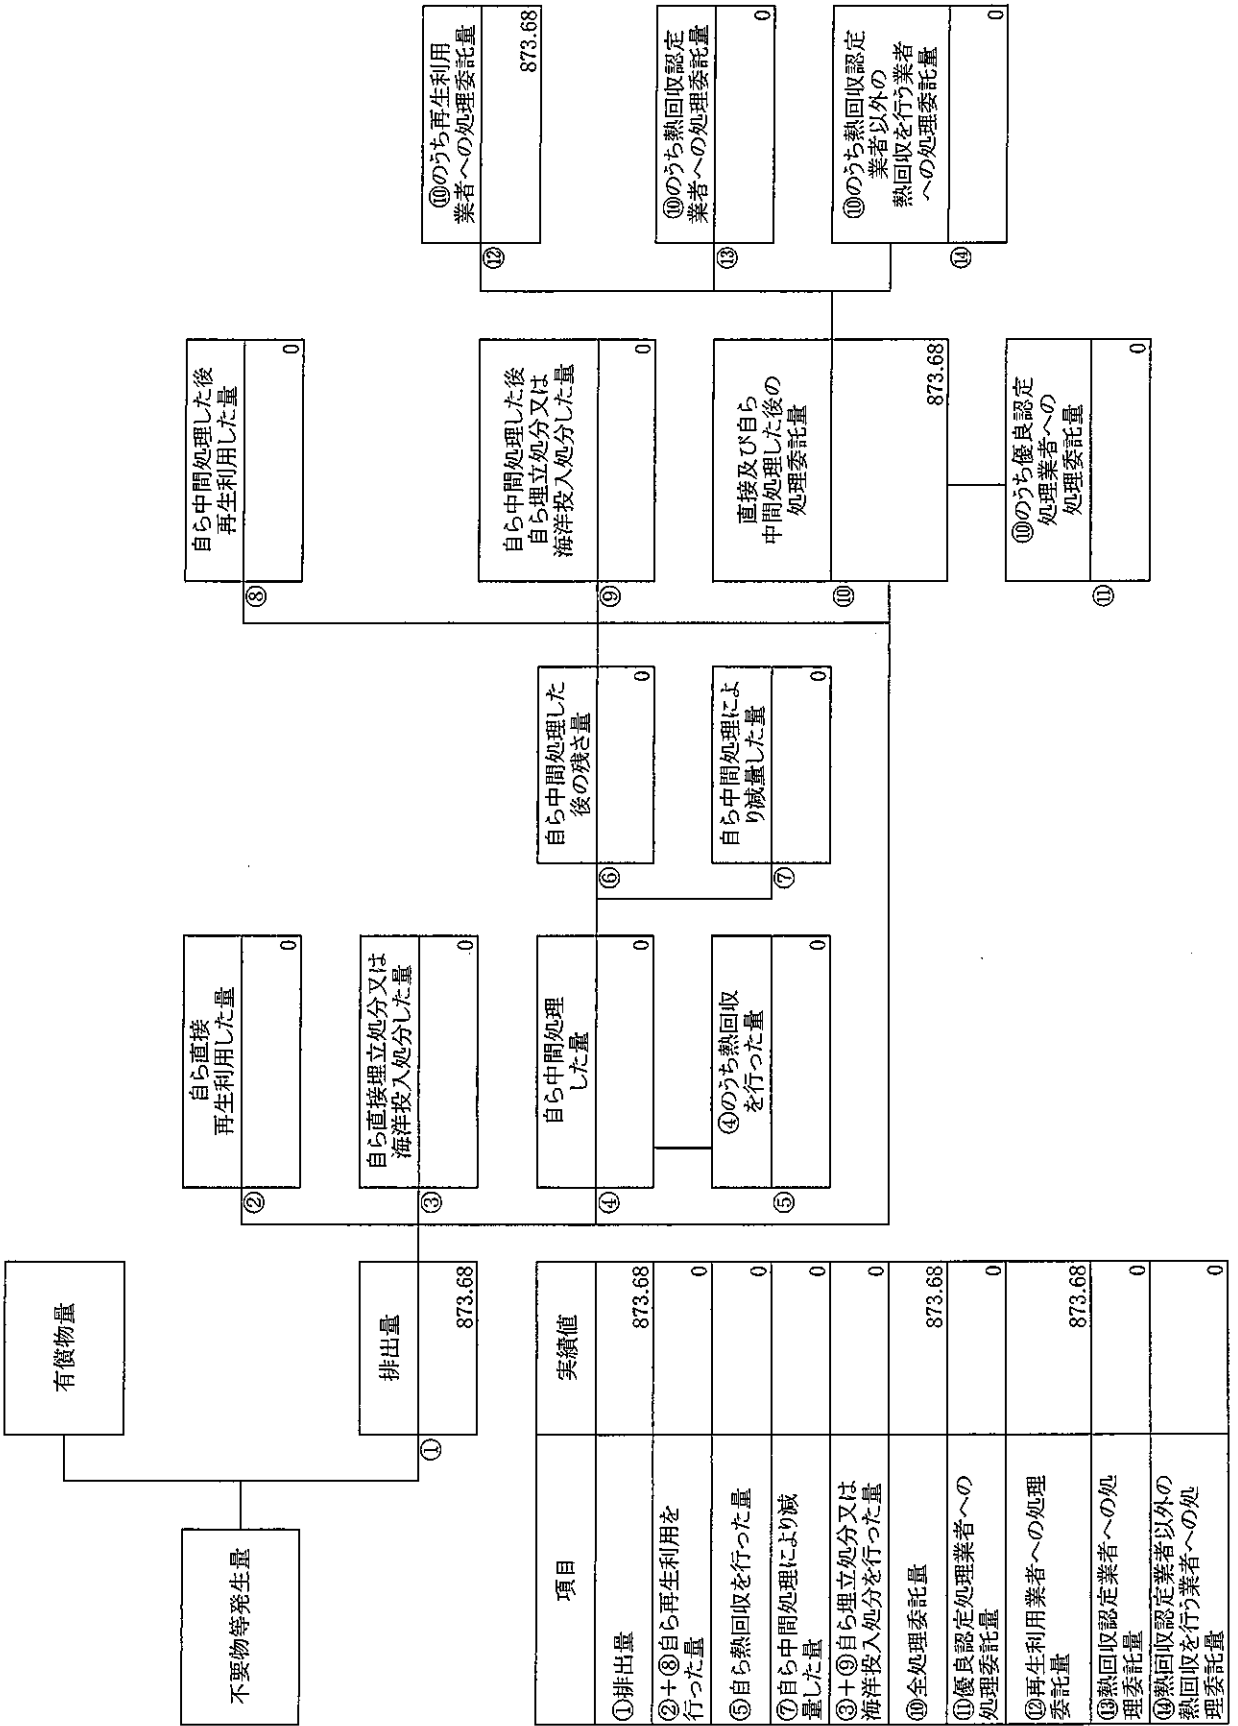 有償物量
不要物等発生量
排出量
①
873.68
自ら直接
再生利用した量
②
0
自ら直接埋立処分又は
海洋投入処分した量
③
0
自ら中間処理
した量
④
0
④のうち熱回収
を行った量
⑤
0
自ら中間処理した
後の残さ量
⑥
0
自ら中間処理によ
り減量した量
⑦
0
自ら中間処理した後
再生利用した量
⑧
0
自ら中間処理した後
自ら埋立処分又は
海洋投入処分した量
⑨
0
直接及び自ら
中間処理した後の
処理委託量
⑩
873.68
⑩のうち優良認定
処理業者への
処理委託量
⑪
0
⑩のうち再生利用
業者への処理委託量
⑫
873.68
⑩のうち熱回収認定
業者への処理委託量
⑬
0
⑩のうち熱回収認定
業者以外の
熱回収を行う業者
への処理委託量
⑭
0
項目 実績値
①排出量 873.68
②+⑧自ら再生利用を
行った量 0
⑤自ら熱回収を行った量 0
⑦自ら中間処理により減
量した量 0
③+⑨自ら埋立処分又は
海洋投入処分を行った量 0
⑩全処理委託量 873.68
⑪優良認定処理業者への
処理委託量 0
⑫再生利用業者への処理
委託量 873.68
⑬熱回収認定業者への処
理委託量 0
⑭熱回収認定業者以外の
熱回収を行う業者への処
理委託量 0